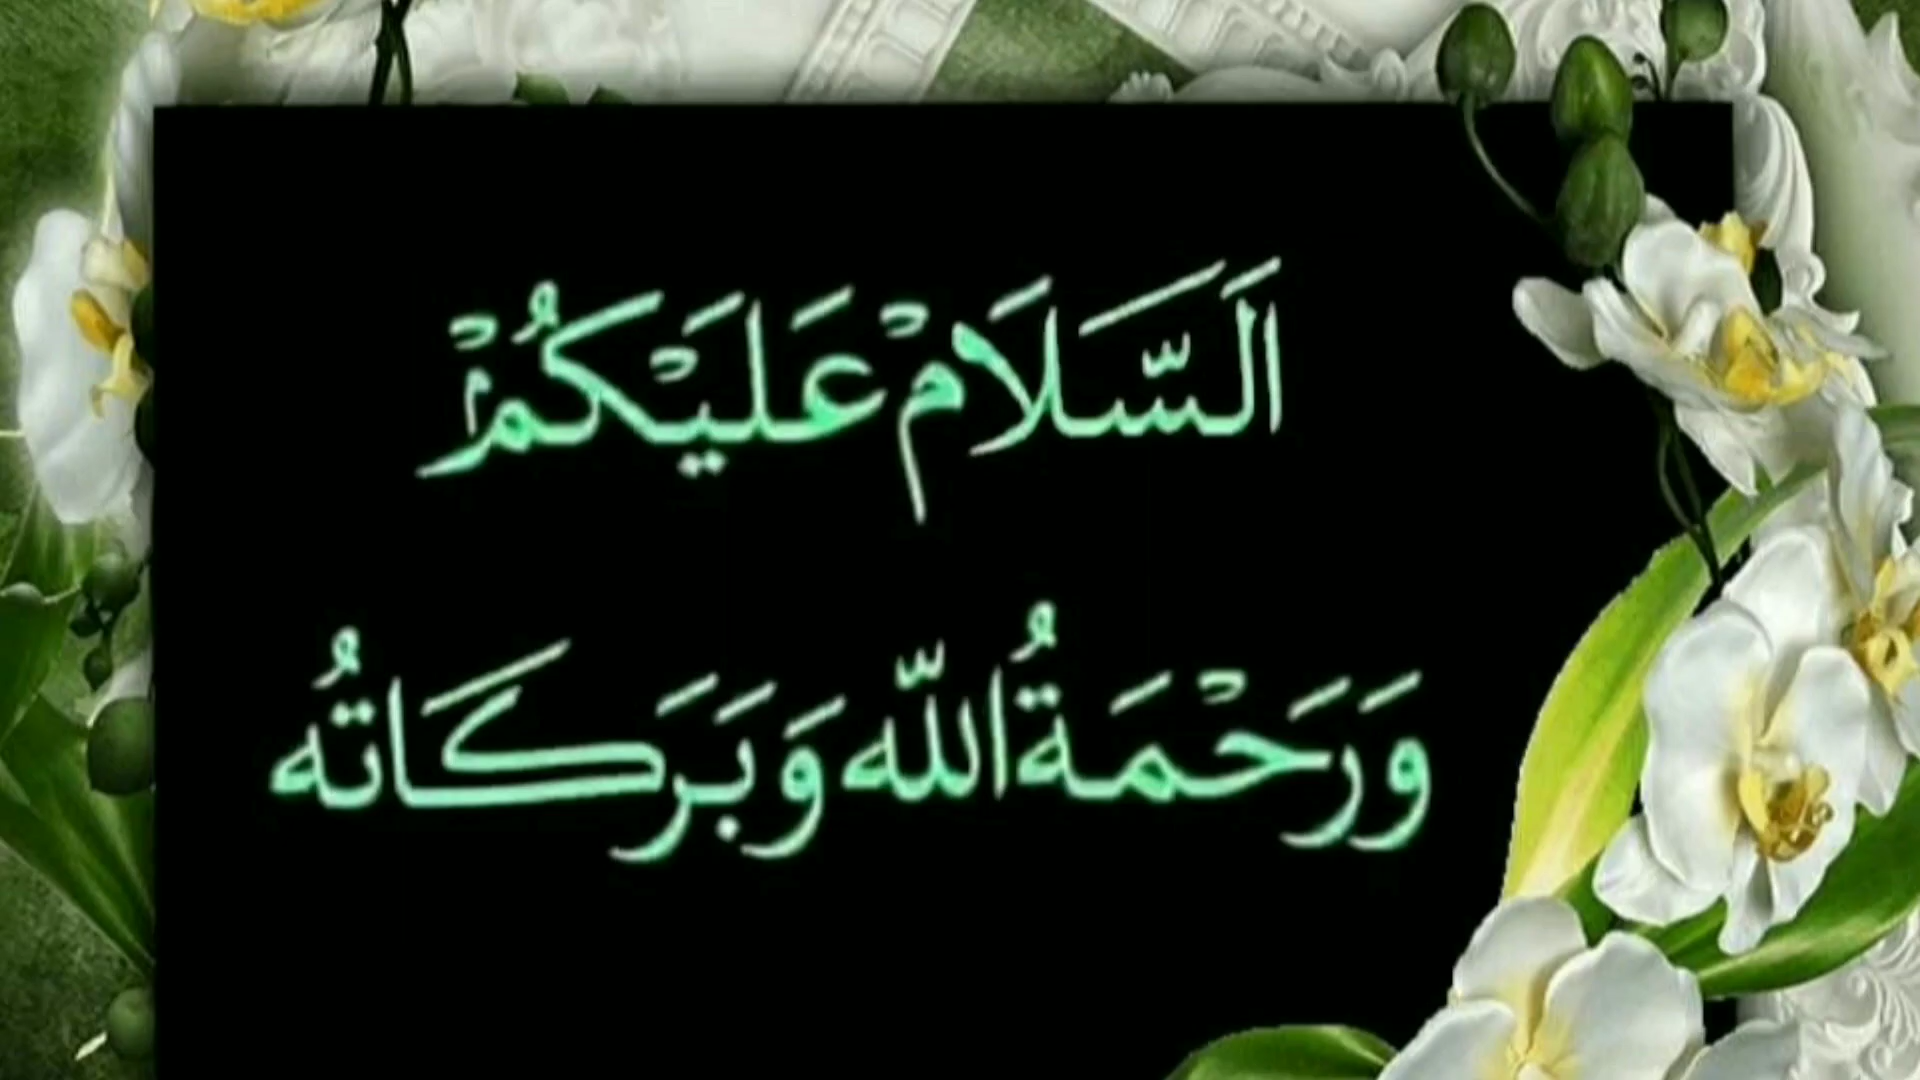 اَلسَّلَامْ عَلَيْكُمْ
وَرَحْمَةُ اللّه وَبَرَكَاتُه